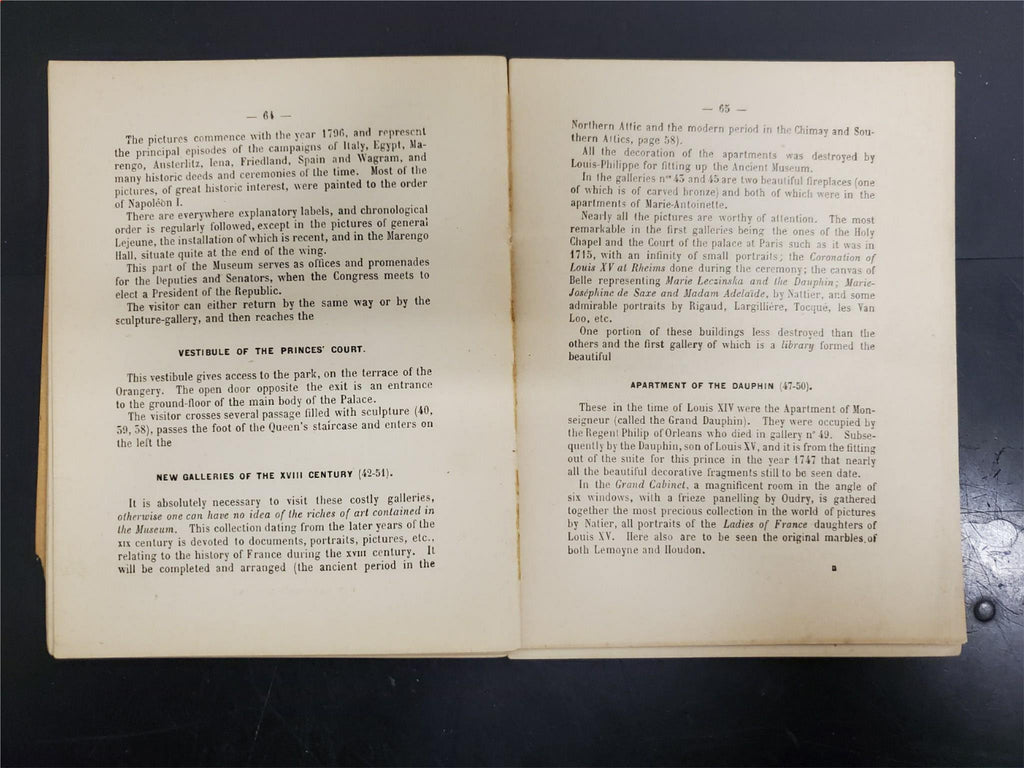 — 64 —
The pictures commence with the year 1796, and represent
the principal episodes of the campaigns of Italy, Egypt, Ma-
rengo, Austerlitz, Iena, Friedland, Spain and Wagram, and
many historic deeds and ceremonies of the time. Most of the
pictures, of great historic interest, were painted to the order
of Napoléon I.
There are everywhere explanatory labels, and chronological
order is regularly followed, except in the pictures of general
Lejeune, the installation of which is recent, and in the Marengo
Hall, situate quite at the end of the wing.
This part of the Museum serves as offices and promenades
for the Deputies and Senators, when the Congress meets to
elect a President of the Republic.
The visitor can either return by the same way or by the
sculpture-gallery, and then reaches the
VESTIBULE OF THE PRINCES' COURT.
This vestibule gives access to the park, on the terrace of the
Orangery. The open door opposite the exit is an entrance
to the ground-floor of the main body of the Palace.
The visitor crosses several passage filled with sculpture (40,
39, 38), passes the foot of the Queen's staircase and enters on
the left the
NEW GALLERIES OF THE XVIII CENTURY (42-51).
It is absolutely necessary to visit these costly galleries,
otherwise one can have no idea of the riches of art contained in
the Museum. This collection dating from the later years of the
XIX century is devoted to documents, portraits, pictures, etc.,
relating to the history of France during the XVIII century. It
will be completed and arranged (the ancient period in the
— 65 —
Northern Attic and the modern period in the Chimay and Sou-
thern Attics, page 58).
All the decoration of the apartments was destroyed by
Louis-Philippe for fitting up the Ancient Museum.
In the galleries nos 43 and 45 are two beautiful fireplaces (one
of which is of carved bronze) and both of which were in the
apartments of Marie-Antoinette.
Nearly all the pictures are worthy of attention. The most
remarkable in the first galleries being the ones of the Holy
Chapel and the Court of the palace at Paris such as it was in
1715, with an infinity of small portraits; the Coronation of
Louis XV at Rheims done during the ceremony; the canvas of
Belle representing Marie Leczinska and the Dauphin; Marie-
Joséphine de Saxe and Madam Adelaïde, by Nattier, and some
admirable portraits by Rigaud, Largillière, Tocqué, les Van
Loo, etc.
One portion of these buildings less destroyed than the
others and the first gallery of which is a library formed the
beautiful
APARTMENT OF THE DAUPHIN (47-50).
These in the time of Louis XIV were the Apartment of Mon-
seigneur (called the Grand Dauphin). They were occupied by
the Regent Philip of Orleans who died in gallery n° 49. Subse-
quently by the Dauphin, son of Louis XV, and it is from the fitting
out of the suite for this prince in the year 1747 that nearly
all the beautiful decorative fragments still to be seen date.
In the Grand Cabinet, a magnificent room in the angle of
six windows, with a frieze panelling by Oudry, is gathered
together the most precious collection in the world of pictures
by Natier, all portraits of the Ladies of France daughters of
Louis XV. Here also are to be seen the original marbles of
both Lemoyne and Houdon.